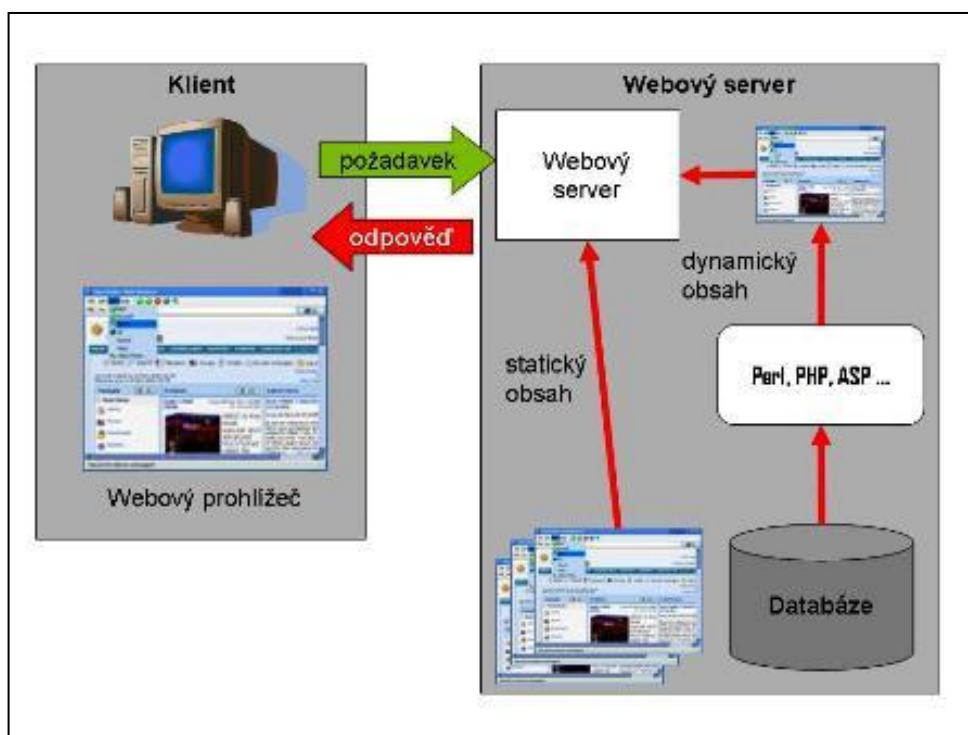 Klient
požadavek
odpověď
Webový prohlížeč
Webový server
Webový
server
dynamický
obsah
statický
obsah
Perl, PHP, ASP ...
Databáze